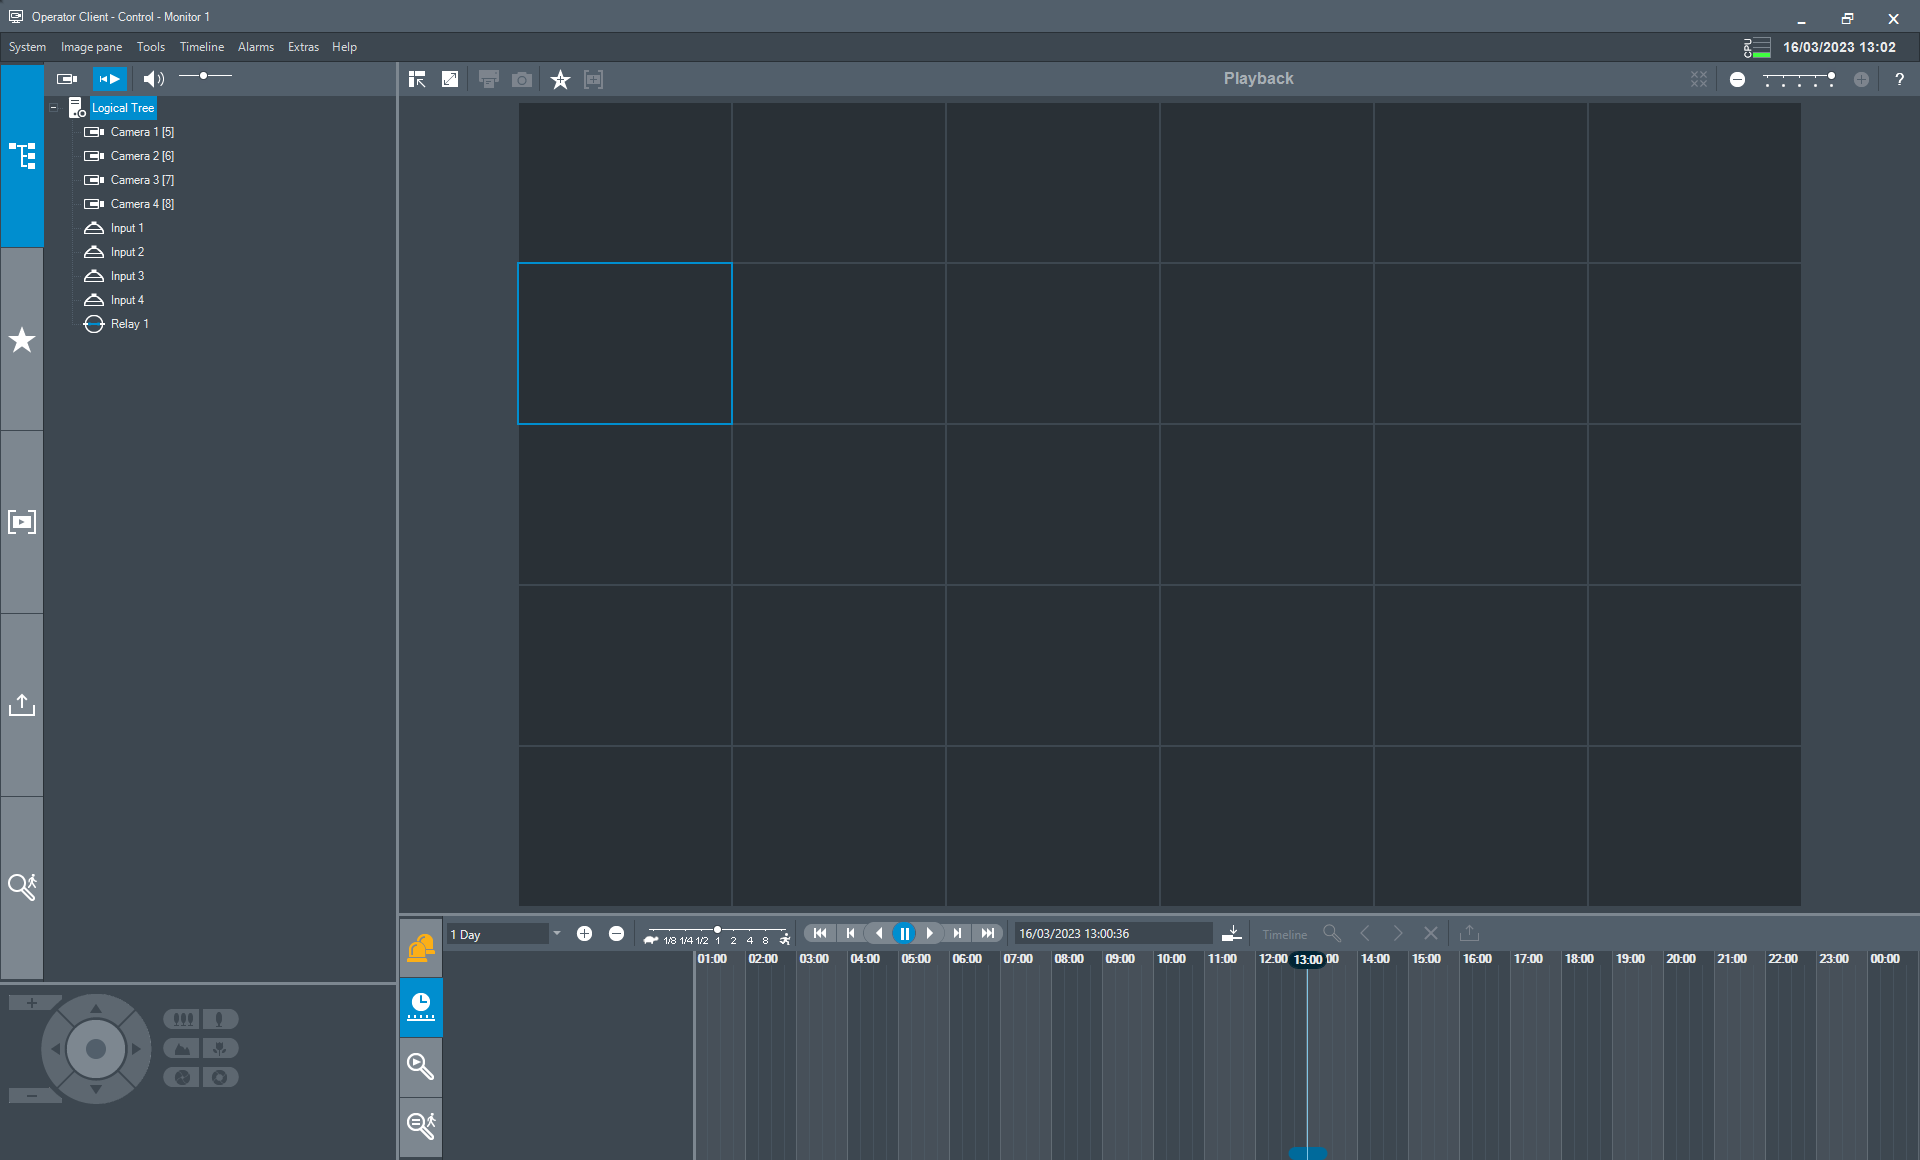 Operator Client - Control - Monitor 1
System Image pane Tools Timeline Alarms Extras Help
CPU 16/03/2023 13:02
Playback
?
Logical Tree
Camera 1 [5]
Camera 2 [6]
Camera 3 [7]
Camera 4 [8]
Input 1
Input 2
Input 3
Input 4
Relay 1
1 Day
1/8 1/4 1/2 1 2 4 8
16/03/2023 13:00:36
Timeline
01:00 02:00 03:00 04:00 05:00 06:00 07:00 08:00 09:00 10:00 11:00 12:00 13:00 00 14:00 15:00 16:00 17:00 18:00 19:00 20:00 21:00 22:00 23:00 00:00